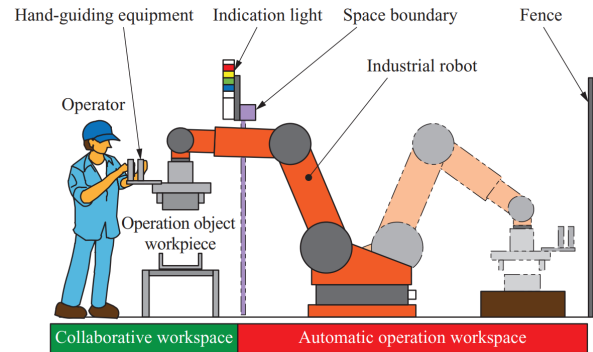 Hand-guiding equipment
Indication light
Space boundary
Fence
Industrial robot
Operator
Operation object
workpiece
Collaborative workspace
Automatic operation workspace